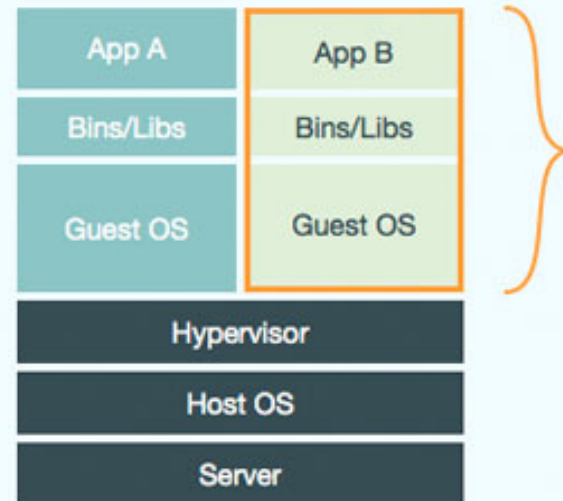 App A
App B
Bins/Libs
Bins/Libs
Guest OS
Guest OS
Hypervisor
Host OS
Server